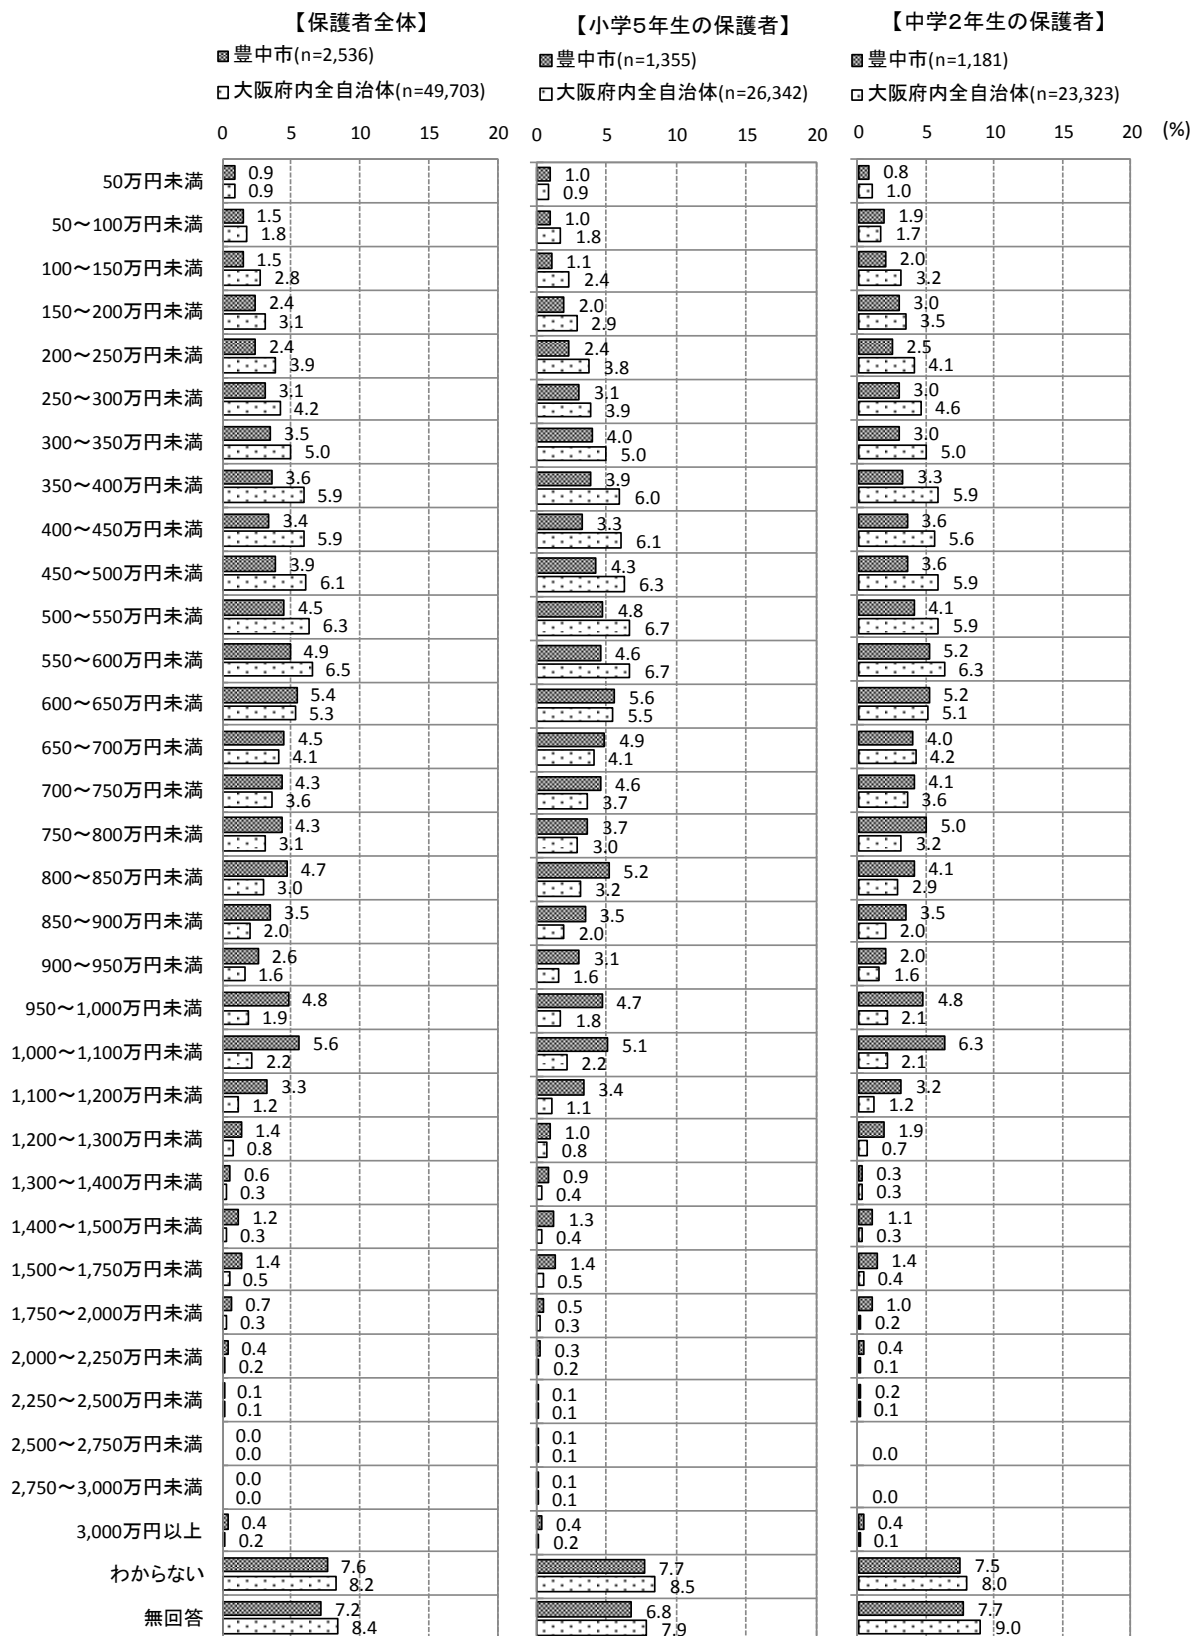 【保護者全体】 【小学5年生の保護者】 【中学2年生の保護者】
豊中市(n=2,536) 豊中市(n=1,355) 豊中市(n=1,181)
大阪府内全自治体(n=49,703) 大阪府内全自治体(n=26,342) 大阪府内全自治体(n=23,323)
0 5 10 15 20 0 5 10 15 20 0 5 10 15 20 (%)
50万円未満 0.9 1.0 0.8
0.9 0.9 1.0
50～100万円未満 1.5 1.0 1.9
1.8 1.8 1.7
100～150万円未満 1.5 1.1 2.0
2.8 2.4 3.2
150～200万円未満 2.4 2.0 3.0
3.1 2.9 3.5
200～250万円未満 2.4 2.4 2.5
3.9 3.8 4.1
250～300万円未満 3.1 3.1 3.0
4.2 3.9 4.6
300～350万円未満 3.5 4.0 3.0
5.0 5.0 5.0
350～400万円未満 3.6 3.9 3.3
5.9 6.0 5.9
400～450万円未満 3.4 3.3 3.6
5.9 6.1 5.6
450～500万円未満 3.9 4.3 3.6
6.1 6.3 5.9
500～550万円未満 4.5 4.8 4.1
6.3 6.7 5.9
550～600万円未満 4.9 4.6 5.2
6.5 6.7 6.3
600～650万円未満 5.4 5.6 5.2
5.3 5.5 5.1
650～700万円未満 4.5 4.9 4.0
4.1 4.1 4.2
700～750万円未満 4.3 4.6 4.1
3.6 3.7 3.6
750～800万円未満 4.3 3.7 5.0
3.1 3.0 3.2
800～850万円未満 4.7 5.2 4.1
3.0 3.2 2.9
850～900万円未満 3.5 3.5 3.5
2.0 2.0 2.0
900～950万円未満 2.6 3.1 2.0
1.6 1.6 1.6
950～1,000万円未満 4.8 4.7 4.8
1.9 1.8 2.1
1,000～1,100万円未満 5.6 5.1 6.3
2.2 2.2 2.1
1,100～1,200万円未満 3.3 3.4 3.2
1.2 1.1 1.2
1,200～1,300万円未満 1.4 1.0 1.9
0.8 0.8 0.7
1,300～1,400万円未満 0.6 0.9 0.3
0.3 0.4 0.3
1,400～1,500万円未満 1.2 1.3 1.1
0.3 0.4 0.3
1,500～1,750万円未満 1.4 1.4 1.4
0.5 0.5 0.4
1,750～2,000万円未満 0.7 0.5 1.0
0.3 0.3 0.2
2,000～2,250万円未満 0.4 0.3 0.4
0.2 0.2 0.1
2,250～2,500万円未満 0.1 0.1 0.2
0.1 0.1 0.1
2,500～2,750万円未満 0.0 0.1
0.0 0.1 0.0
2,750～3,000万円未満 0.0 0.1
0.0 0.1 0.0
3,000万円以上 0.4 0.4 0.4
0.2 0.2 0.1
わからない 7.6 7.7 7.5
8.2 8.5 8.0
無回答 7.2 6.8 7.7
8.4 7.9 9.0